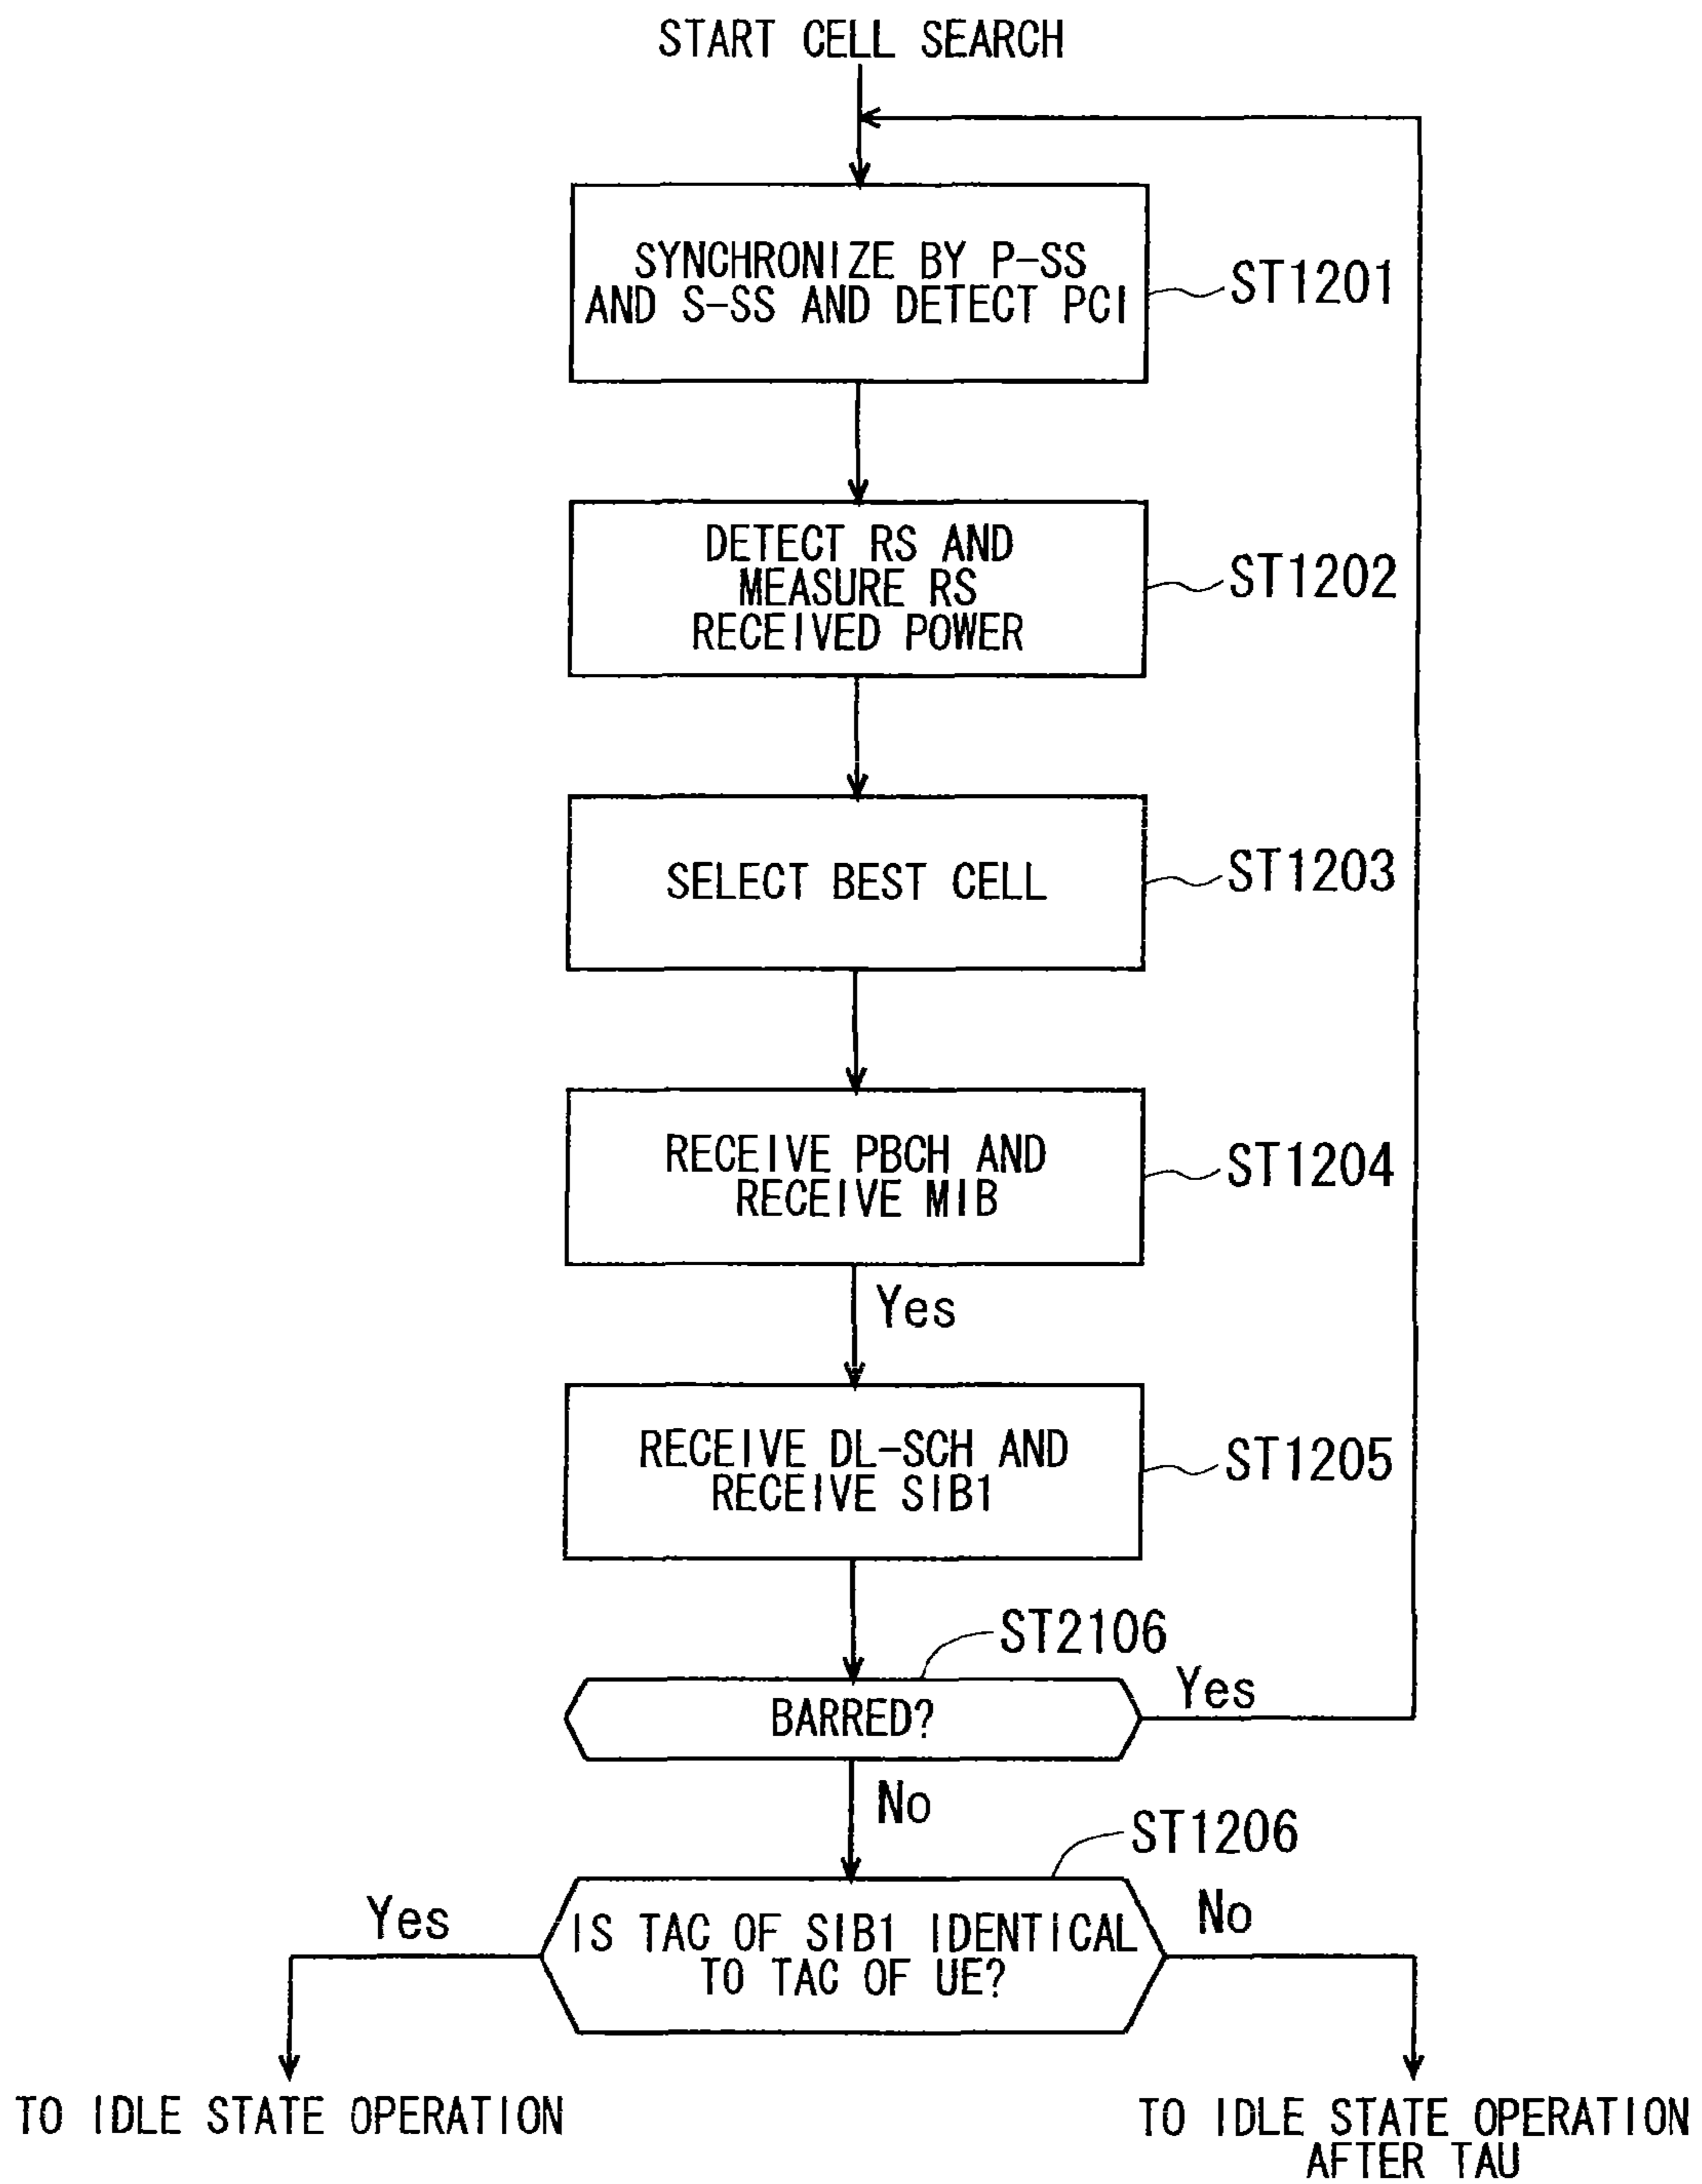 START CELL SEARCH
SYNCHRONIZE BY P-SS
AND S-SS AND DETECT PCI
ST1201
DETECT RS AND
MEASURE RS
RECEIVED POWER
ST1202
SELECT BEST CELL
ST1203
RECEIVE PBCH AND
RECEIVE MIB
ST1204
Yes
RECEIVE DL-SCH AND
RECEIVE SIB1
ST1205
ST2106
BARRED?
Yes
No
ST1206
Yes
IS TAC OF SIB1 IDENTICAL
TO TAC OF UE?
No
TO IDLE STATE OPERATION
TO IDLE STATE OPERATION
AFTER TAU